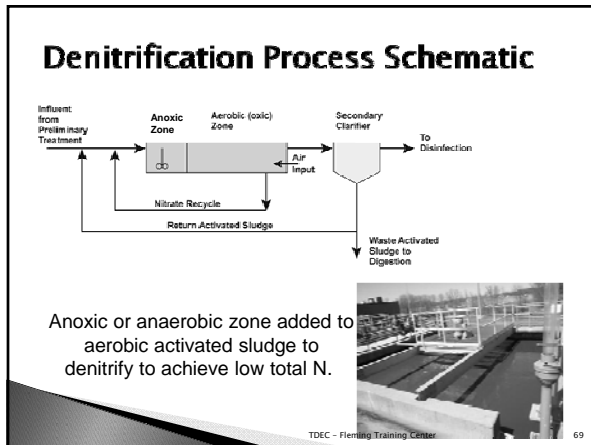 Denitrification Process Schematic
Influent
from
Preliminary
Treatment
Anoxic
Zone
Aerobic (oxic)
Zone
Secondary
Clarifier
To
Disinfection
Air
Input
Nitrate Recycle
Return Activated Sludge
Waste Activated
Sludge to
Digestion
Anoxic or anaerobic zone added to
aerobic activated sludge to
denitrify to achieve low total N.
TDEC - Fleming Training Center
69